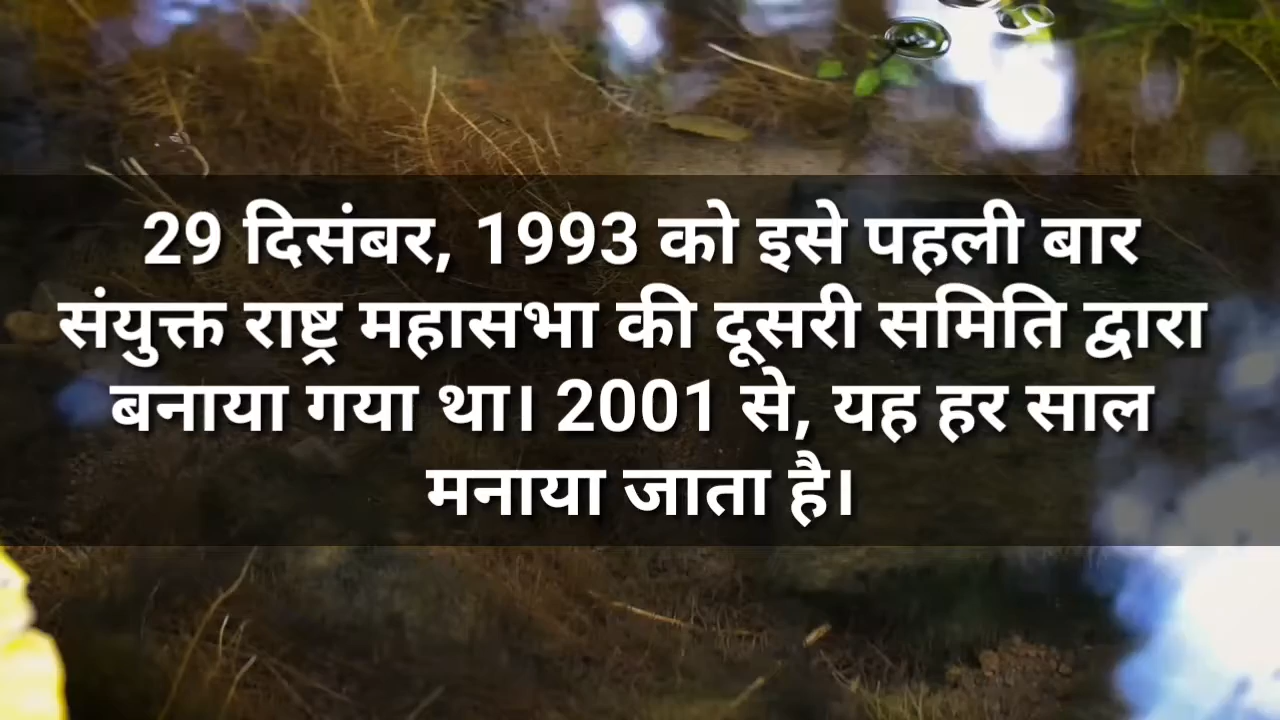 29 दिसंबर, 1993 को इसे पहली बार
संयुक्त राष्ट्र महासभा की दूसरी समिति द्वारा
बनाया गया था। 2001 से, यह हर साल
मनाया जाता है।